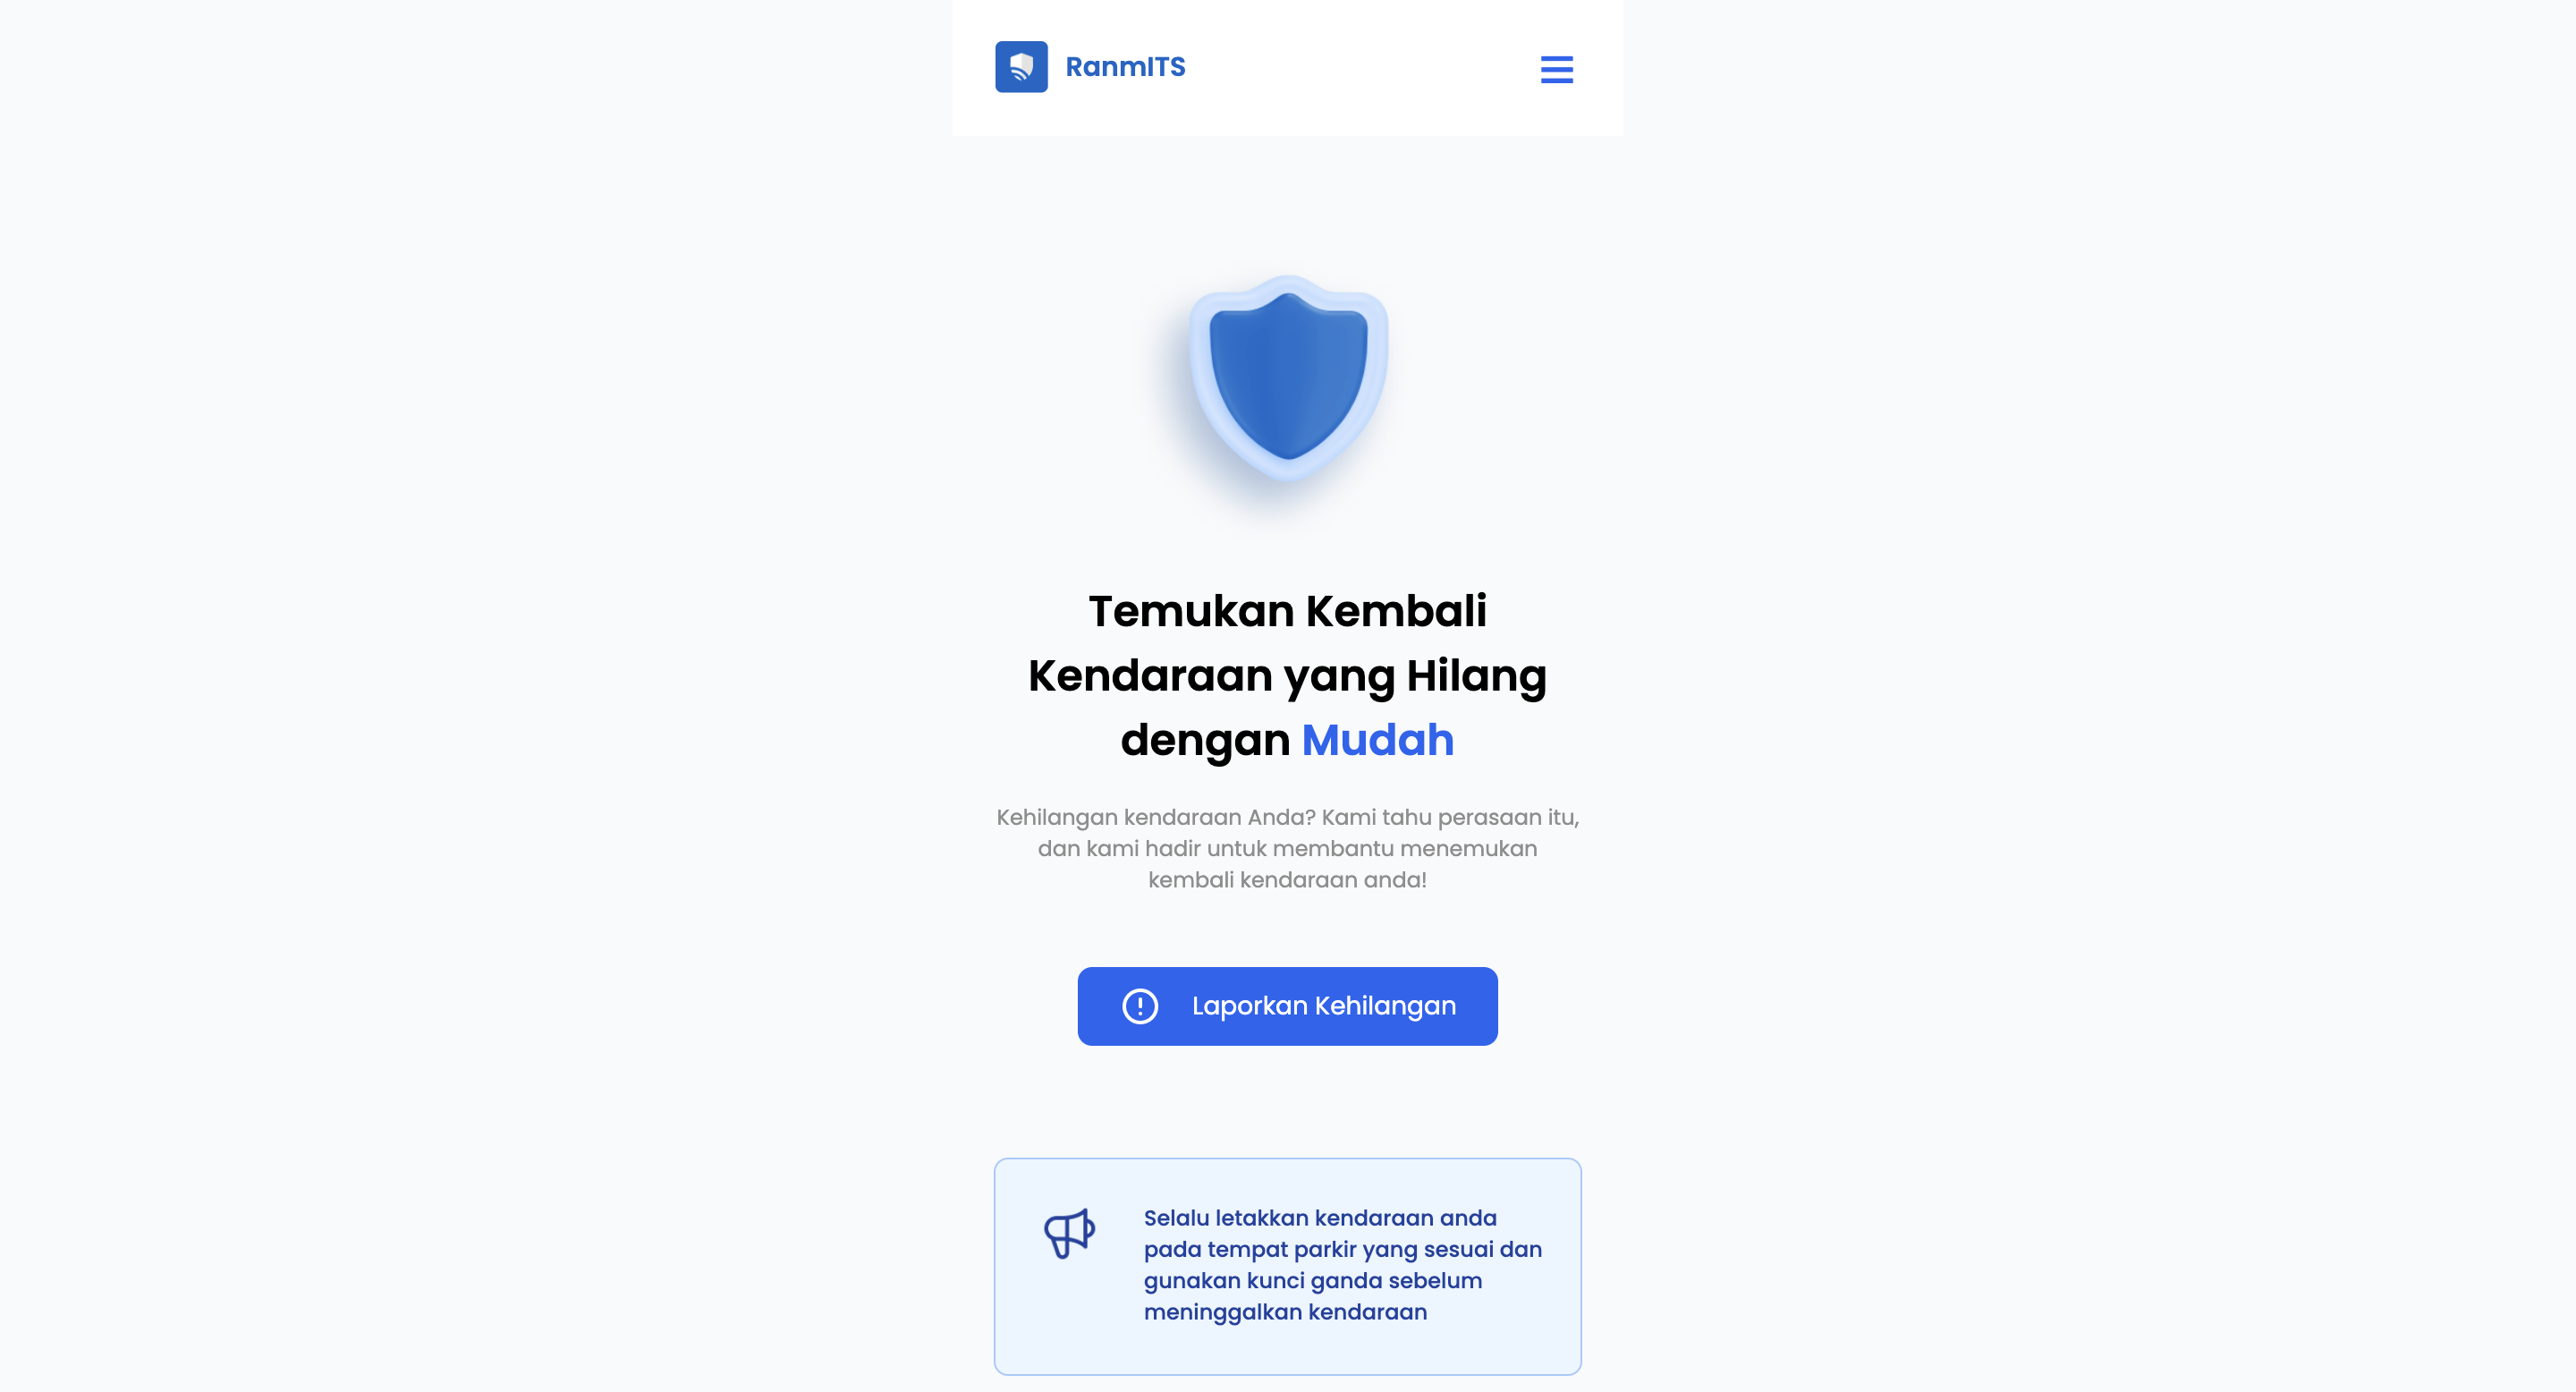 RanmITS
Temukan Kembali
Kendaraan yang Hilang
dengan Mudah
Kehilangan kendaraan Anda? Kami tahu perasaan itu,
dan kami hadir untuk membantu menemukan
kembali kendaraan anda!
Laporkan Kehilangan
Selalu letakkan kendaraan anda
pada tempat parkir yang sesuai dan
gunakan kunci ganda sebelum
meninggalkan kendaraan